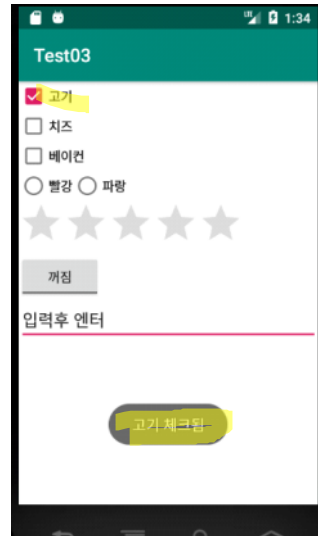 LTE 1:34
Test03
고기
치즈
베이컨
빨강 파랑
꺼짐
입력후 엔터
고기 체크됨